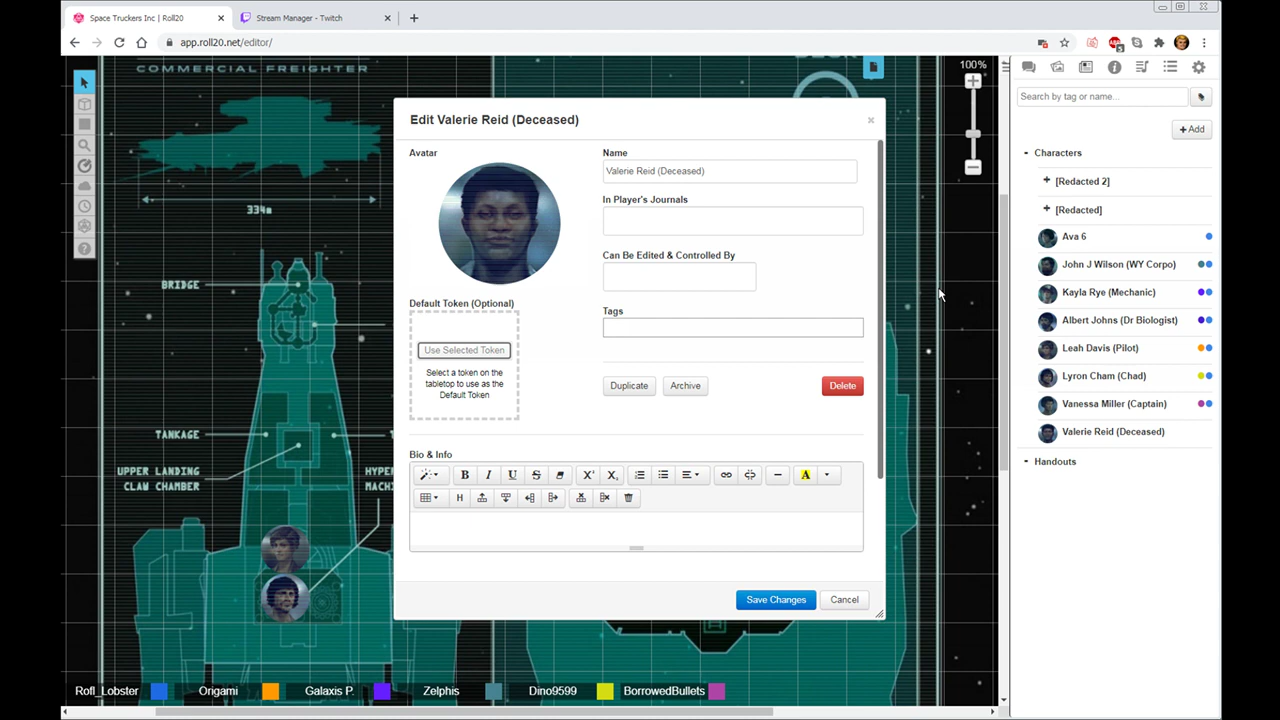 Space Truckers Inc | Roll20
Stream Manager - Twitch
app.roll20.net/editor/
COMMERCIAL FREIGHTER
334m
BRIDGE
TANKAGE
UPPER LANDING
CLAW CHAMBER
100%
Edit Valerie Reid (Deceased)
Avatar
Name
Valerie Reid (Deceased)
In Player's Journals
Can Be Edited & Controlled By
Default Token (Optional)
Tags
Use Selected Token
Select a token on the
tabletop to use as the
Default Token
Duplicate
Archive
Delete
Bio & Info
B I U S
X² X₂
A
H
Save Changes
Cancel
Search by tag or name...
+ Add
Characters
[Redacted 2]
[Redacted]
Ava 6
John J Wilson (WY Corpo)
Kayla Rye (Mechanic)
Albert Johns (Dr Biologist)
Leah Davis (Pilot)
Lyron Cham (Chad)
Vanessa Miller (Captain)
Valerie Reid (Deceased)
Handouts
Rofl_Lobster
Origami
Galaxis P.
Zelphis
Dino9599
BorrowedBullets